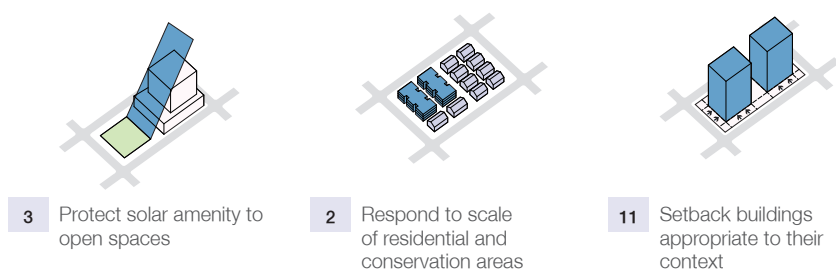 3
Protect solar amenity to
open spaces
2
Respond to scale
of residential and
conservation areas
11
Setback buildings
appropriate to their
context